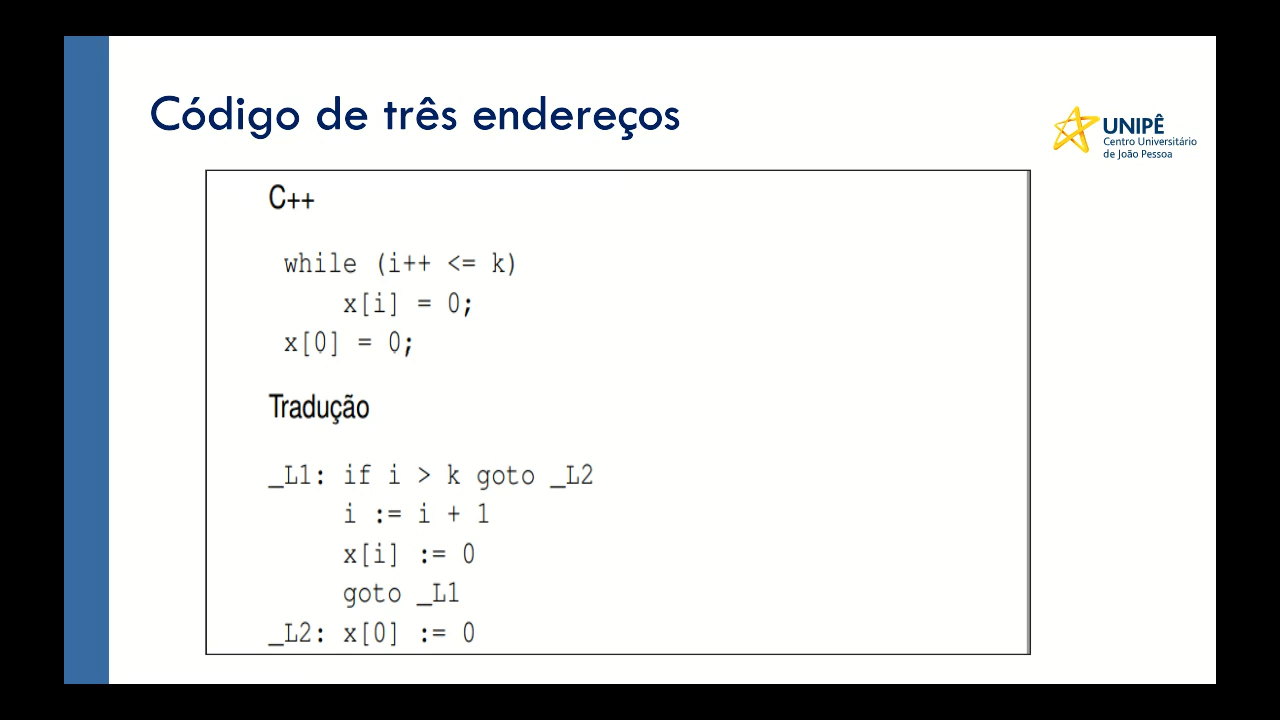 Código de três endereços
UNIPÊ
Centro Universitário
de João Pessoa
C++
while (i++ <= k)
x[i] = 0;
x[0] = 0;
Tradução
_L1: if i > k goto _L2
i := i + 1
x[i] := 0
goto _L1
_L2: x[0] := 0